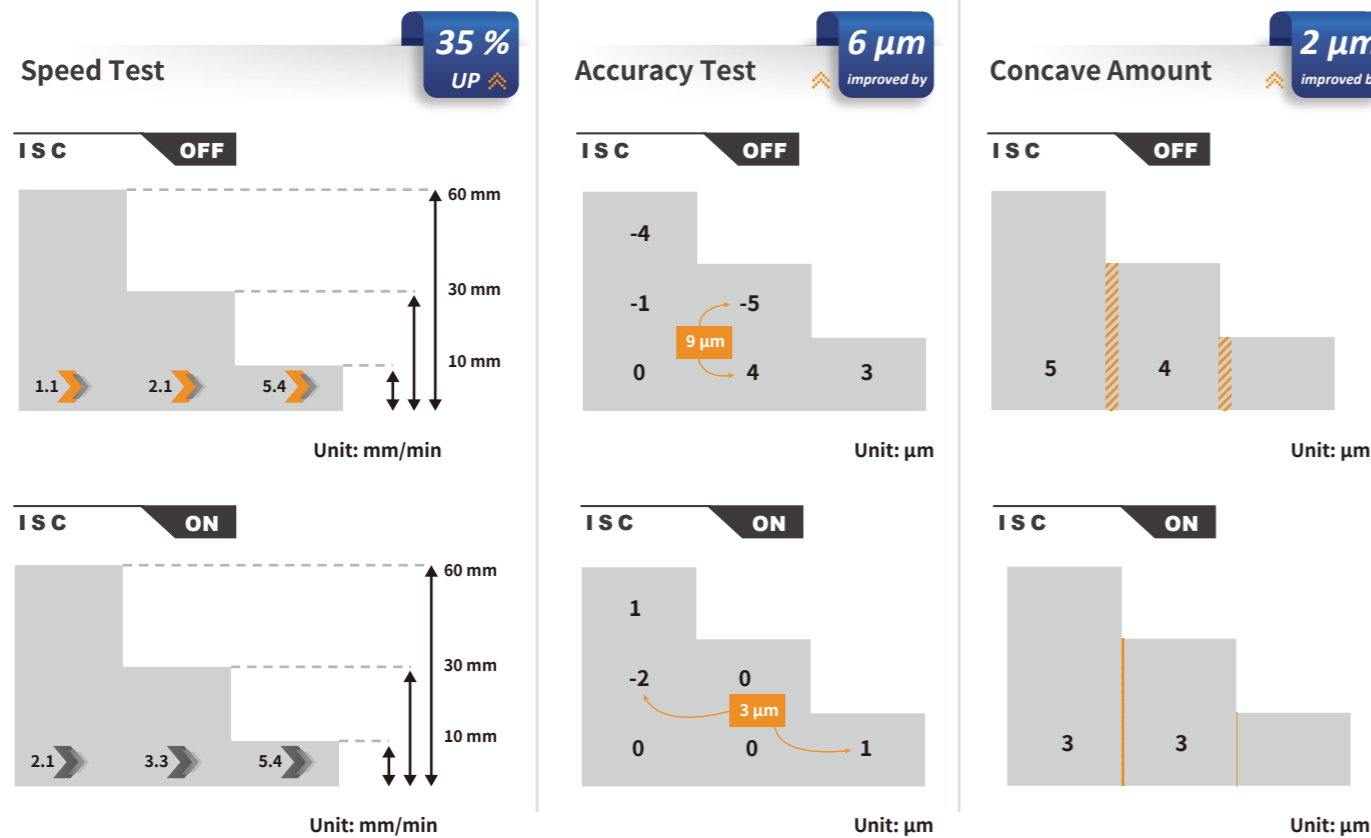 Speed Test
35 %
UP
ISC OFF
60 mm
30 mm
10 mm
1.1 2.1 5.4
Unit: mm/min
ISC ON
60 mm
30 mm
10 mm
2.1 3.3 5.4
Unit: mm/min
Accuracy Test
6 μm
improved by
ISC OFF
-4
-1 -5
9 μm
0 4 3
Unit: μm
ISC ON
1
-2 0
3 μm
0 0 1
Unit: μm
Concave Amount
2 μm
improved by
ISC OFF
5 4
Unit: μm
ISC ON
3 3
Unit: μm